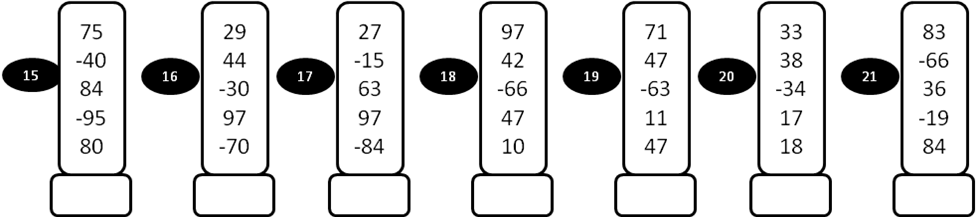 75 29 27 97 71 33 83
-40 44 -15 42 47 38 -66
15 16 17 18 19 20 21
84 -30 63 -66 -63 -34 36
-95 97 97 47 11 17 -19
80 -70 -84 10 47 18 84